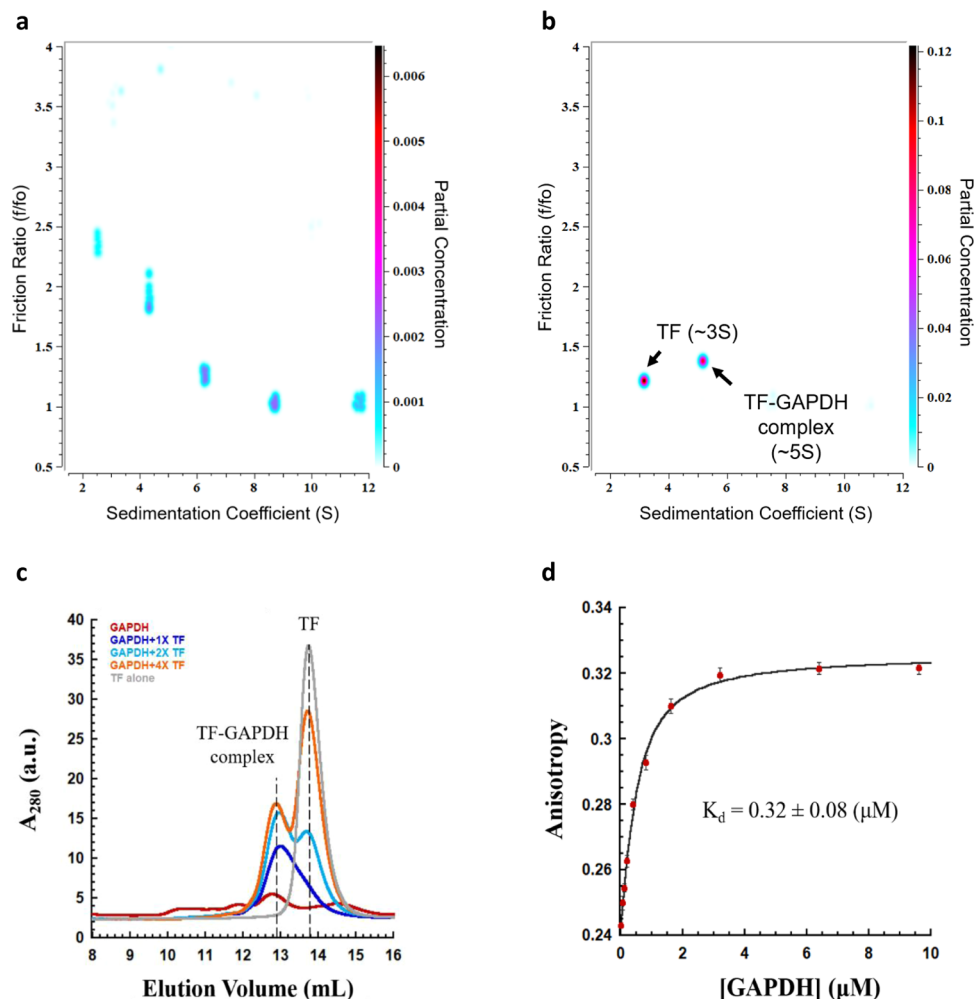 a
4
3.5
3
2.5
2
1.5
1
0.5
Friction Ratio (f/fo)
2
4
6
8
10
12
Sedimentation Coefficient (S)
0.006
0.005
0.004
0.003
0.002
0.001
0
Partial Concentration
b
4
3.5
3
2.5
2
1.5
1
0.5
Friction Ratio (f/fo)
TF (~3S)
TF-GAPDH
complex
(~5S)
2
4
6
8
10
12
Sedimentation Coefficient (S)
0.12
0.1
0.08
0.06
0.04
0.02
0
Partial Concentration
c
40
35
30
25
20
15
10
5
0
A280 (a.u.)
GAPDH
GAPDH+1X TF
GAPDH+2X TF
GAPDH+4X TF
TF alone
TF
TF-GAPDH
complex
8
9
10
11
12
13
14
15
16
Elution Volume (mL)
d
0.34
0.32
0.3
0.28
0.26
0.24
Anisotropy
Kd = 0.32 ± 0.08 (μM)
0
2
4
6
8
10
[GAPDH] (μM)